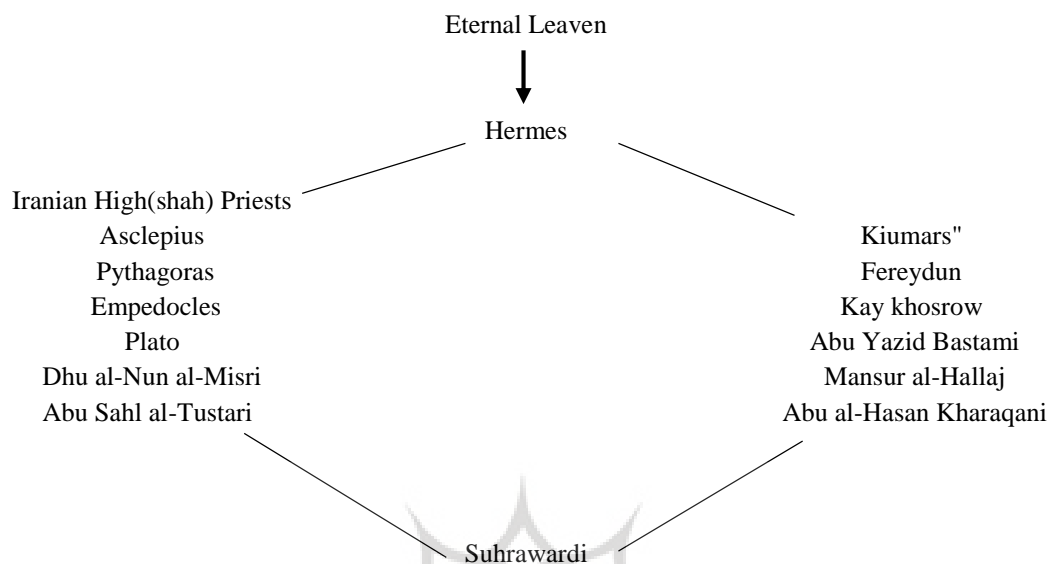 Eternal Leaven
Hermes
Iranian High(shah) Priests
Asclepius
Pythagoras
Empedocles
Plato
Dhu al-Nun al-Misri
Abu Sahl al-Tustari
Kiumars"
Fereydun
Kay khosrow
Abu Yazid Bastami
Mansur al-Hallaj
Abu al-Hasan Kharaqani
Suhrawardi